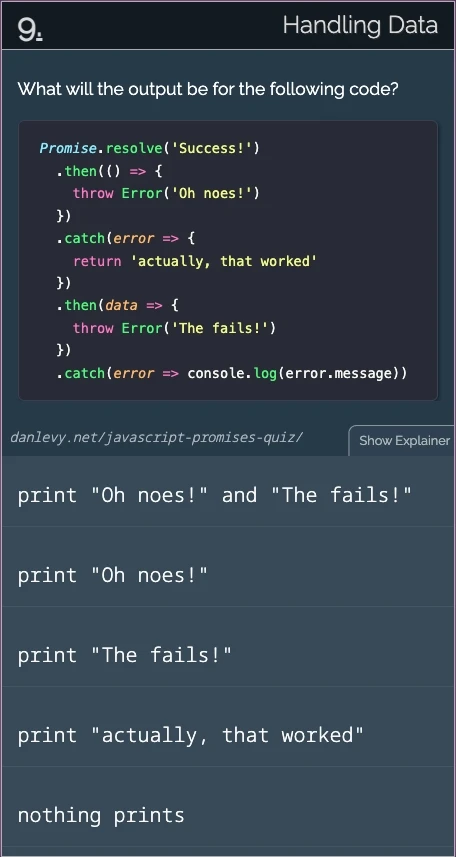 9.
Handling Data
What will the output be for the following code?
Promise.resolve('Success!')
  .then(() => {
    throw Error('Oh noes!')
  })
  .catch(error => {
    return 'actually, that worked'
  })
  .then(data => {
    throw Error('The fails!')
  })
  .catch(error => console.log(error.message))
danlevy.net/javascript-promises-quiz/
Show Explainer
print "Oh noes!" and "The fails!"
print "Oh noes!"
print "The fails!"
print "actually, that worked"
nothing prints